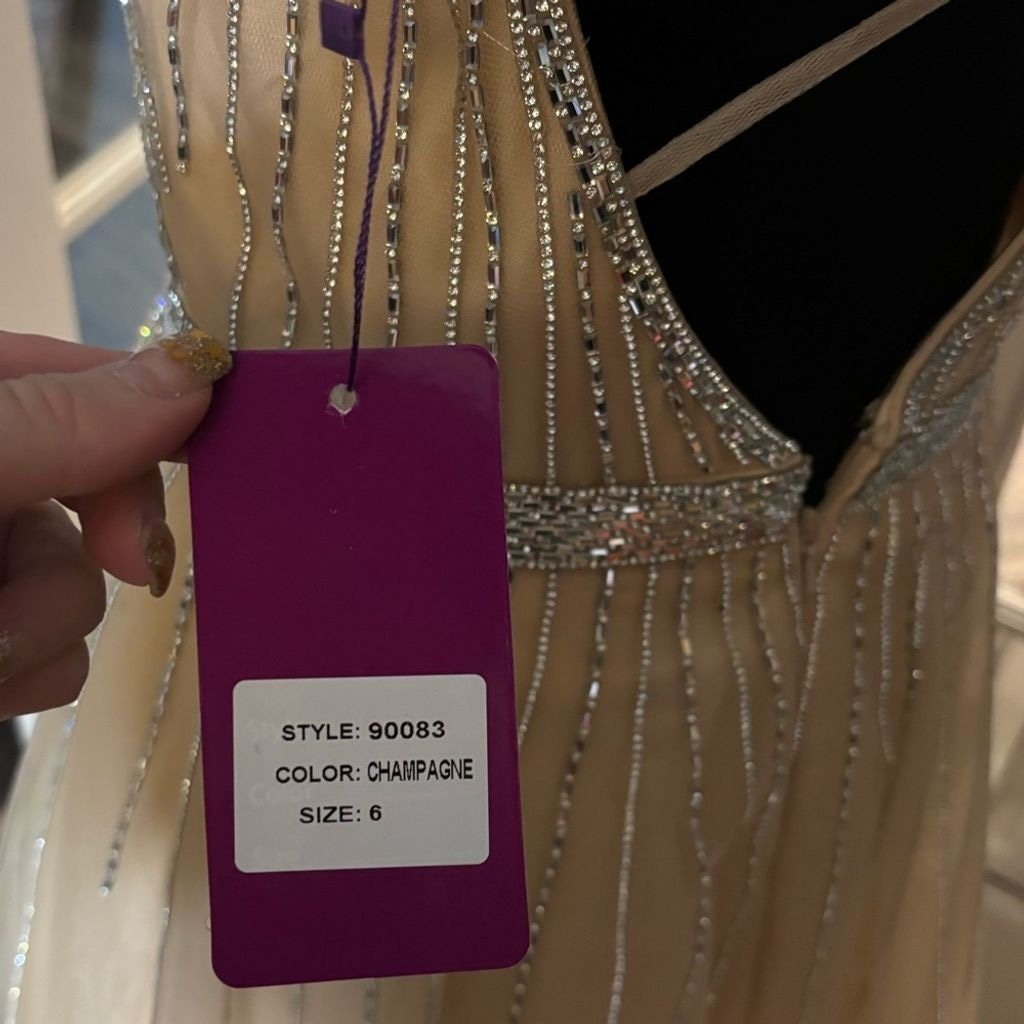 STYLE: 90083
COLOR: CHAMPAGNE
SIZE: 6